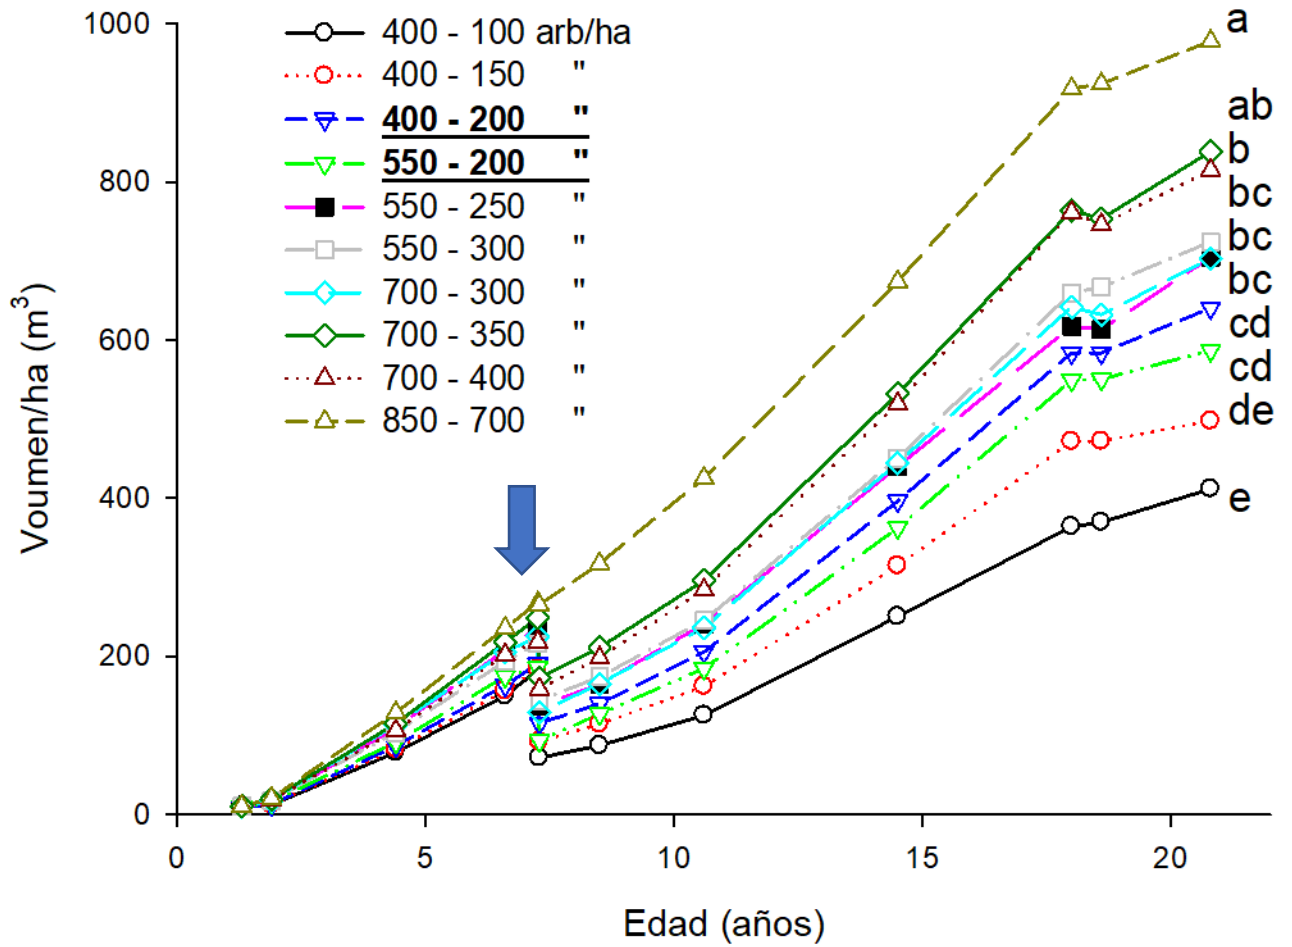 1000
800
600
400
200
0
Voumen/ha (m³)
400 - 100 arb/ha
400 - 150 "
400 - 200 "
550 - 200 "
550 - 250 "
550 - 300 "
700 - 300 "
700 - 350 "
700 - 400 "
850 - 700 "
a
ab
b
bc
bc
bc
cd
cd
de
e
0 5 10 15 20
Edad (años)